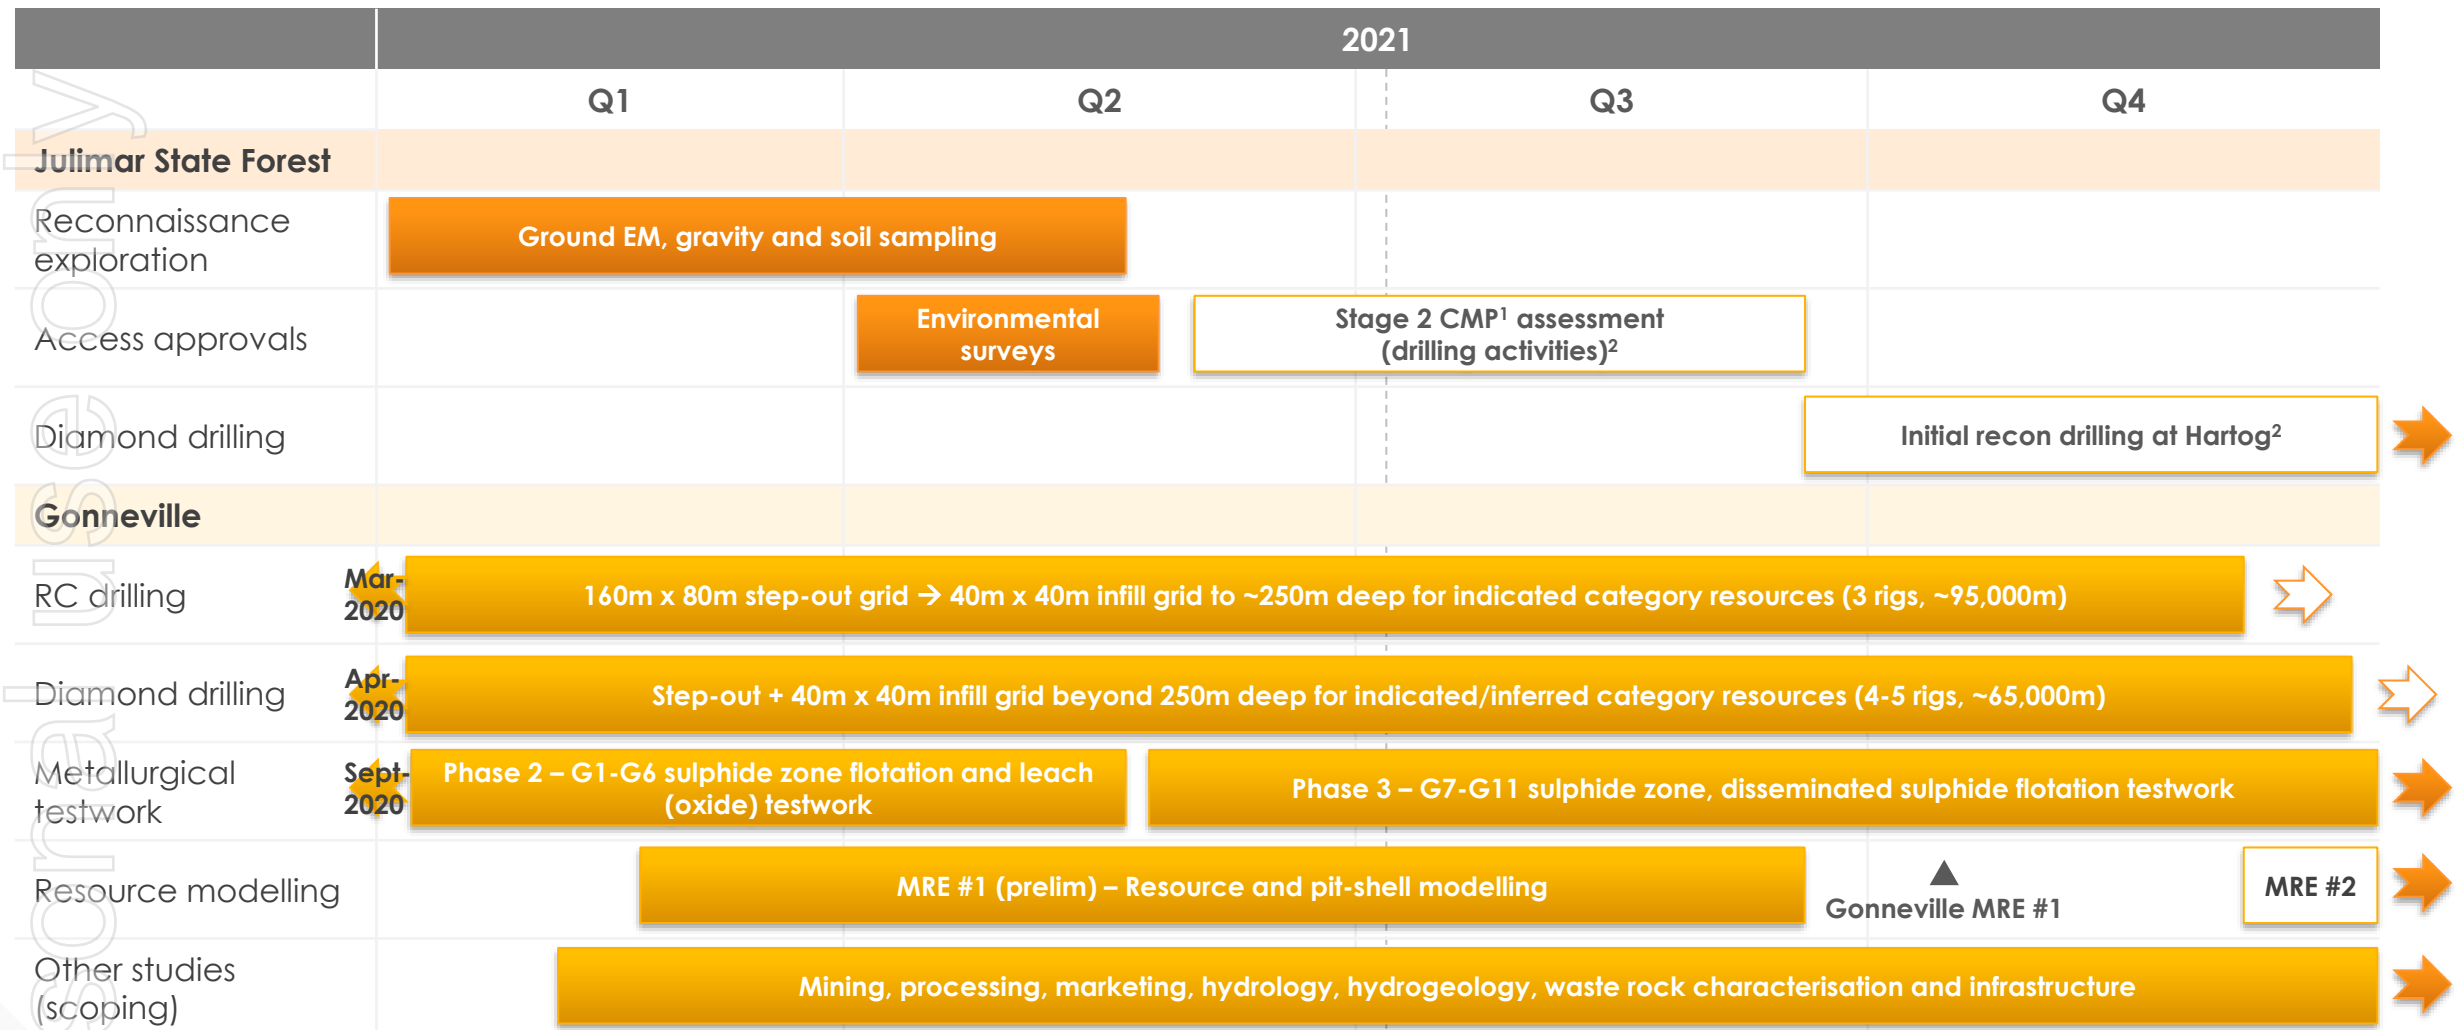 2021
Q1 Q2 Q3 Q4
Julimar State Forest
Reconnaissance
exploration
Ground EM, gravity and soil sampling
Access approvals
Environmental
surveys
Stage 2 CMP¹ assessment
(drilling activities)²
Diamond drilling
Initial recon drilling at Hartog²
Gonneville
RC drilling
Mar-
2020
160m x 80m step-out grid → 40m x 40m infill grid to ~250m deep for indicated category resources (3 rigs, ~95,000m)
Diamond drilling
Apr-
2020
Step-out + 40m x 40m infill grid beyond 250m deep for indicated/inferred category resources (4-5 rigs, ~65,000m)
Metallurgical
testwork
Sept-
2020
Phase 2 – G1-G6 sulphide zone flotation and leach
(oxide) testwork
Phase 3 – G7-G11 sulphide zone, disseminated sulphide flotation testwork
Resource modelling
MRE #1 (prelim) – Resource and pit-shell modelling
Gonneville MRE #1
MRE #2
Other studies
(scoping)
Mining, processing, marketing, hydrology, hydrogeology, waste rock characterisation and infrastructure
sonal use only